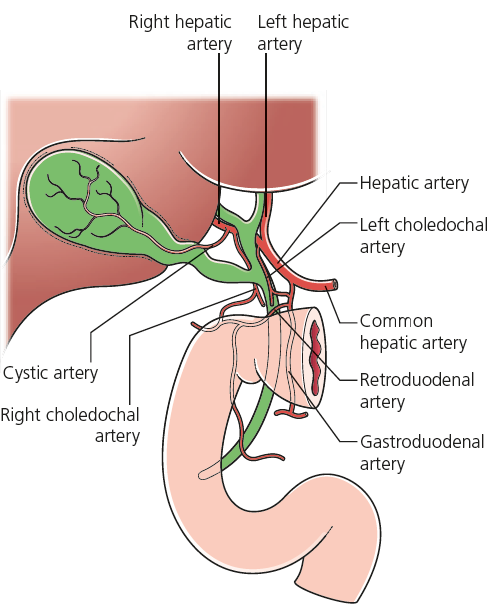 Right hepatic
artery
Left hepatic
artery
Hepatic artery
Left choledochal
artery
Common
hepatic artery
Cystic artery
Retroduodenal
artery
Right choledochal
artery
Gastroduodenal
artery